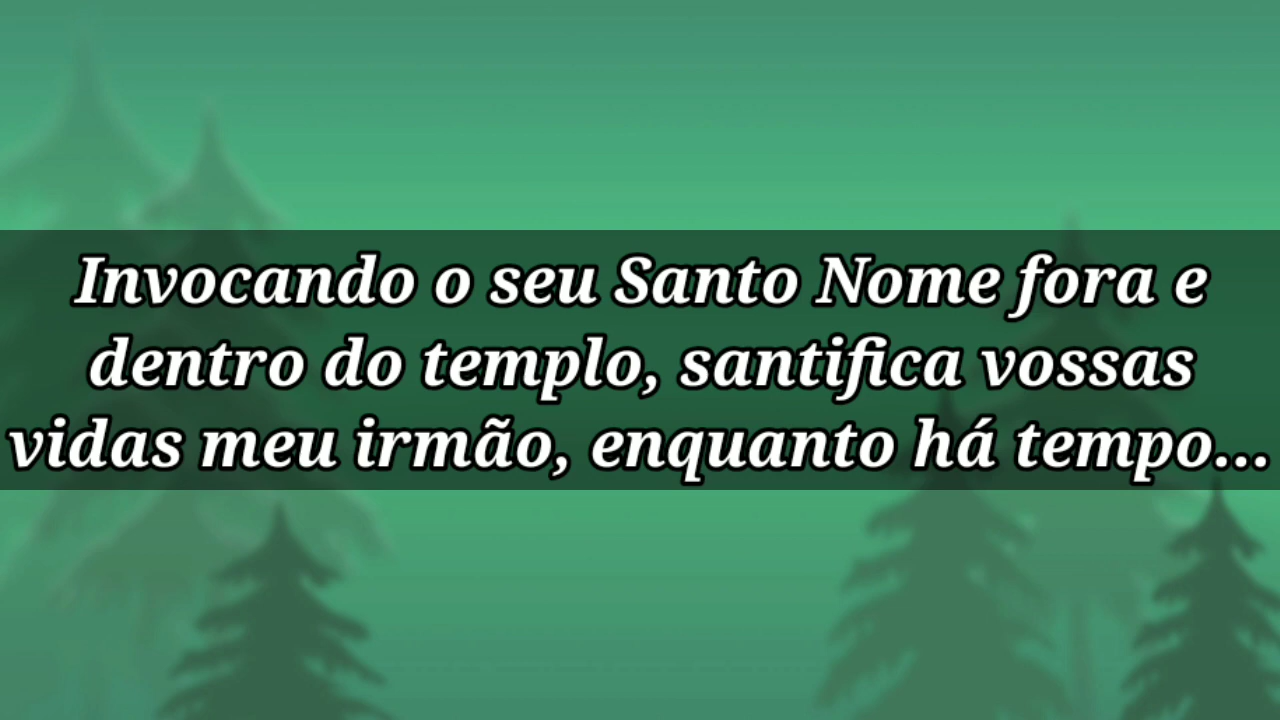 Invocando o seu Santo Nome fora e
dentro do templo, santifica vossas
vidas meu irmão, enquanto há tempo...